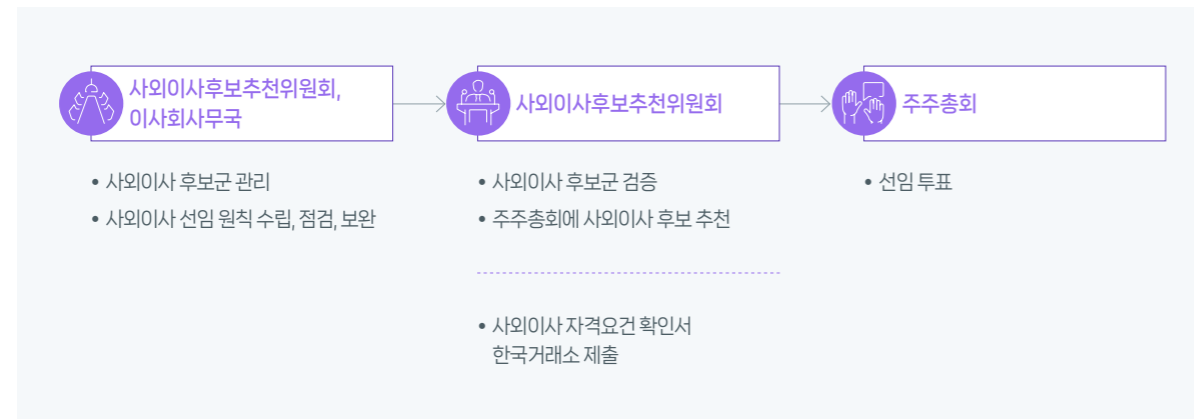 사외이사후보추천위원회,
이사회사무국
• 사외이사 후보군 관리
• 사외이사 선임 원칙 수립, 점검, 보완
사외이사후보추천위원회
• 사외이사 후보군 검증
• 주주총회에 사외이사 후보 추천
• 사외이사 자격요건 확인서
한국거래소 제출
주주총회
• 선임 투표